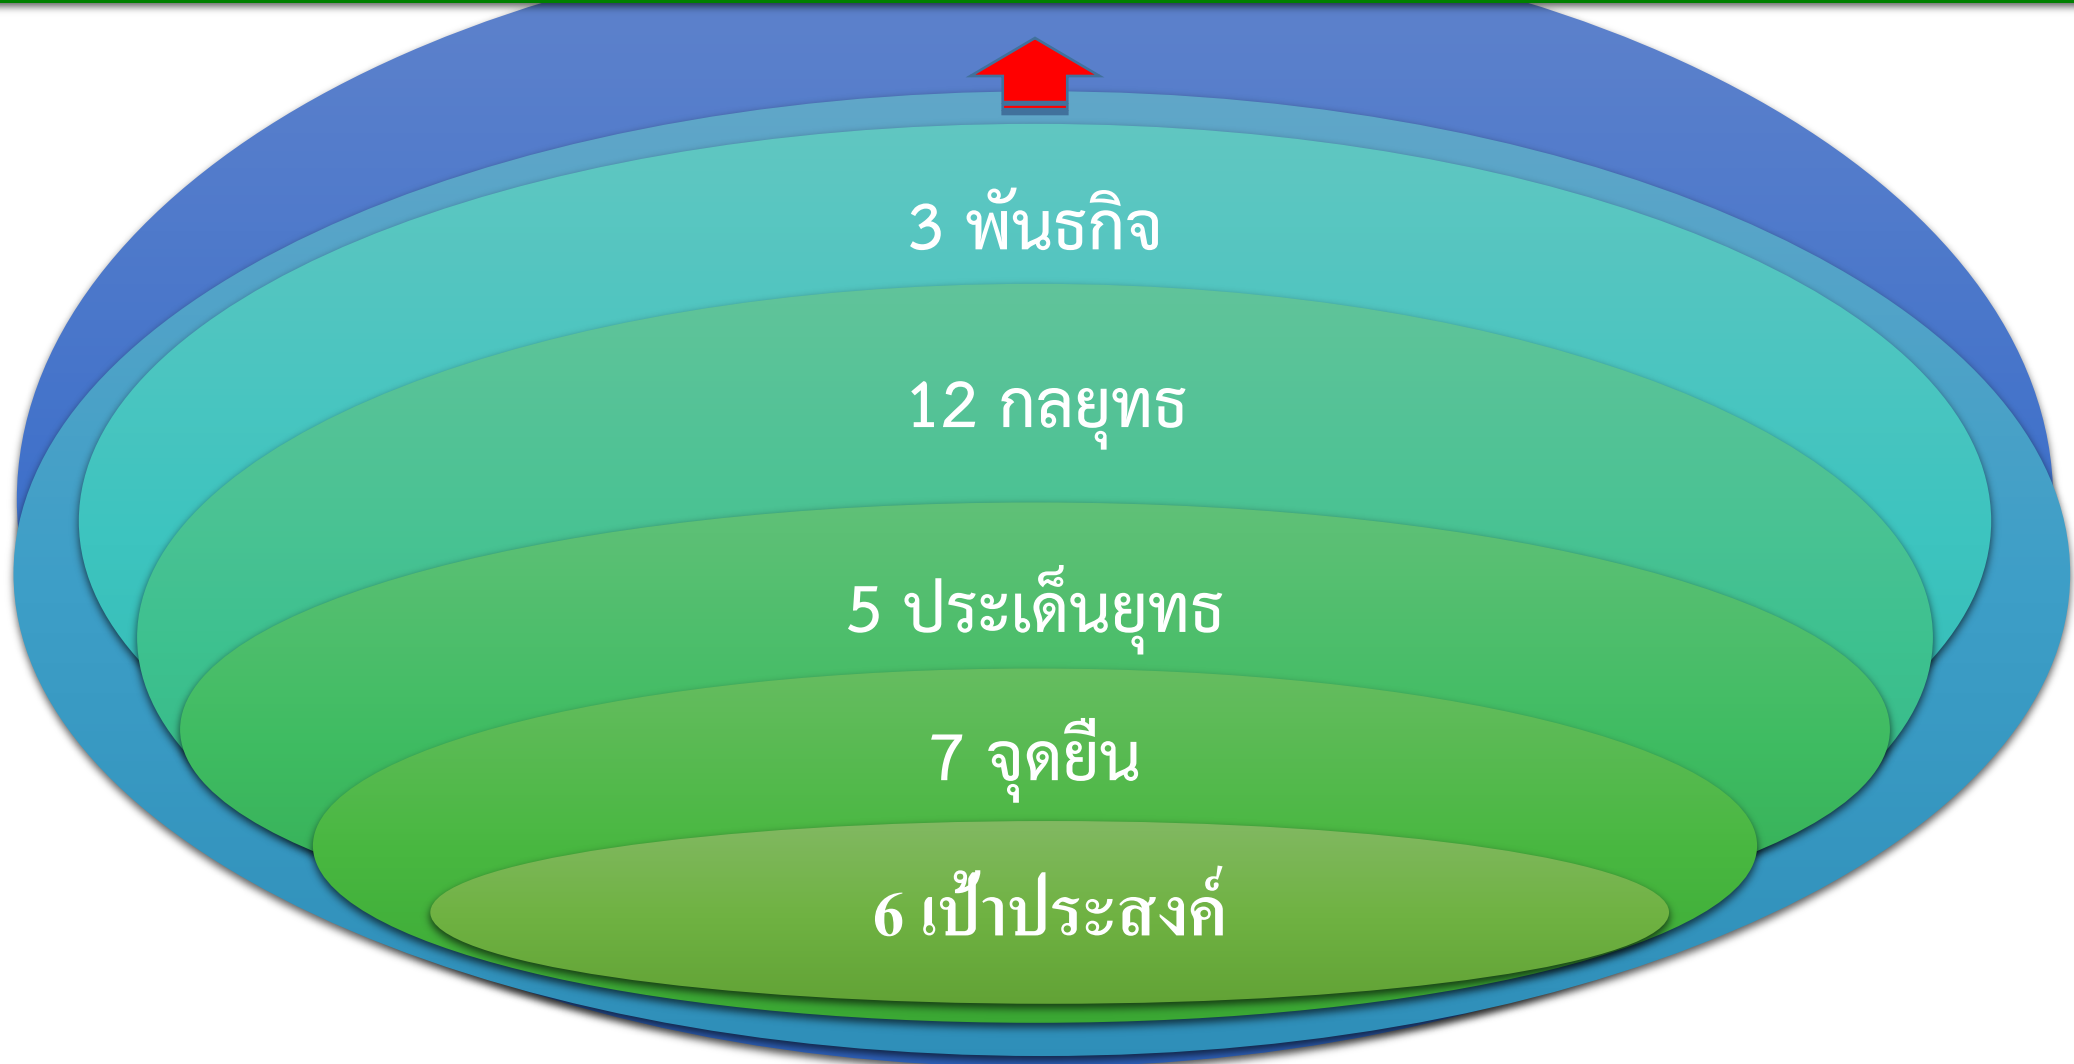 3 พันธกิจ
12 กลยุทธ
5 ประเด็นยุทธ
7 จุดยืน
6 เป้าประสงค์